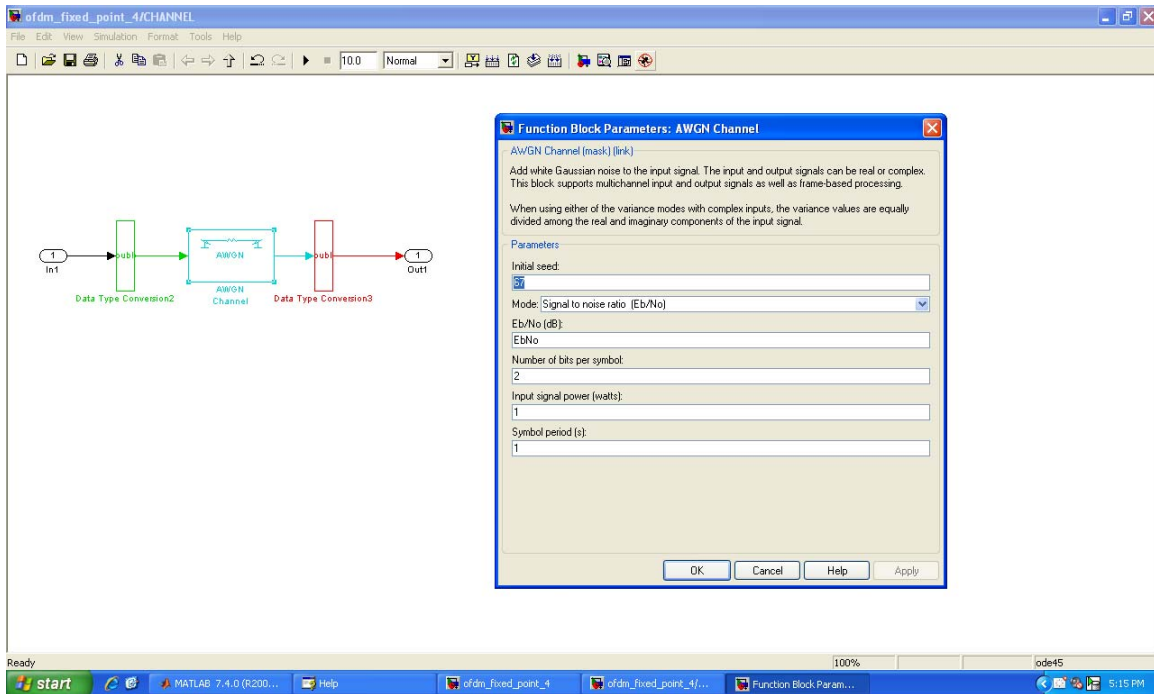 ofdm_fixed_point_4/CHANNEL
File Edit View Simulation Format Tools Help
10.0 Normal
Function Block Parameters: AWGN Channel
AWGN Channel (mask) (link)
Add white Gaussian noise to the input signal. The input and output signals can be real or complex.
This block supports multichannel input and output signals as well as frame-based processing.
When using either of the variance modes with complex inputs, the variance values are equally
divided among the real and imaginary components of the input signal.
Parameters
Initial seed:
67
Mode: Signal to noise ratio (Eb/No)
Eb/No (dB):
EbNo
Number of bits per symbol:
2
Input signal power (watts):
1
Symbol period (s):
1
OK Cancel Help Apply
1
In1
oubl
Data Type Conversion2
AWGN
AWGN
Channel
oubl
Data Type Conversion3
1
Out1
Ready 100% ode45
start MATLAB 7.4.0 (R200... Help ofdm_fixed_point_4 ofdm_fixed_point_4/... Function Block Param... 5:15 PM